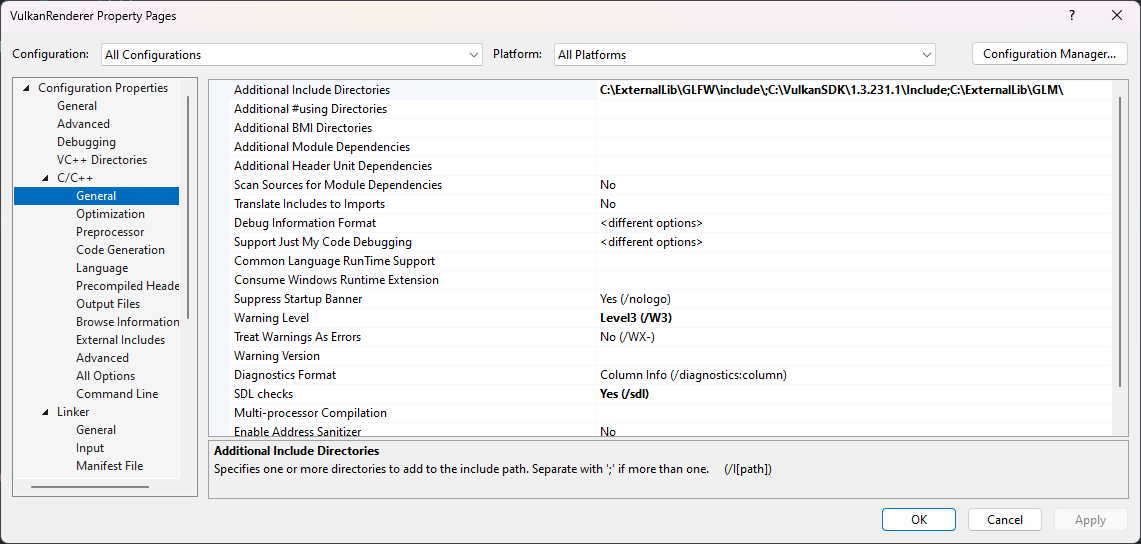 VulkanRenderer Property Pages
?
Configuration: All Configurations Platform: All Platforms Configuration Manager...
Configuration Properties
General
Advanced
Debugging
VC++ Directories
C/C++
General
Optimization
Preprocessor
Code Generation
Language
Precompiled Heade
Output Files
Browse Information
External Includes
Advanced
All Options
Command Line
Linker
General
Input
Manifest File
Additional Include Directories C:\ExternalLib\GLFW\include\;C:\VulkanSDK\1.3.231.1\Include;C:\ExternalLib\GLM\
Additional #using Directories
Additional BMI Directories
Additional Module Dependencies
Additional Header Unit Dependencies
Scan Sources for Module Dependencies No
Translate Includes to Imports No
Debug Information Format <different options>
Support Just My Code Debugging <different options>
Common Language RunTime Support
Consume Windows Runtime Extension
Suppress Startup Banner Yes (/nologo)
Warning Level Level3 (/W3)
Treat Warnings As Errors No (/WX-)
Warning Version
Diagnostics Format Column Info (/diagnostics:column)
SDL checks Yes (/sdl)
Multi-processor Compilation
Enable Address Sanitizer No
Additional Include Directories
Specifies one or more directories to add to the include path. Separate with ';' if more than one. (/I[path])
OK Cancel Apply